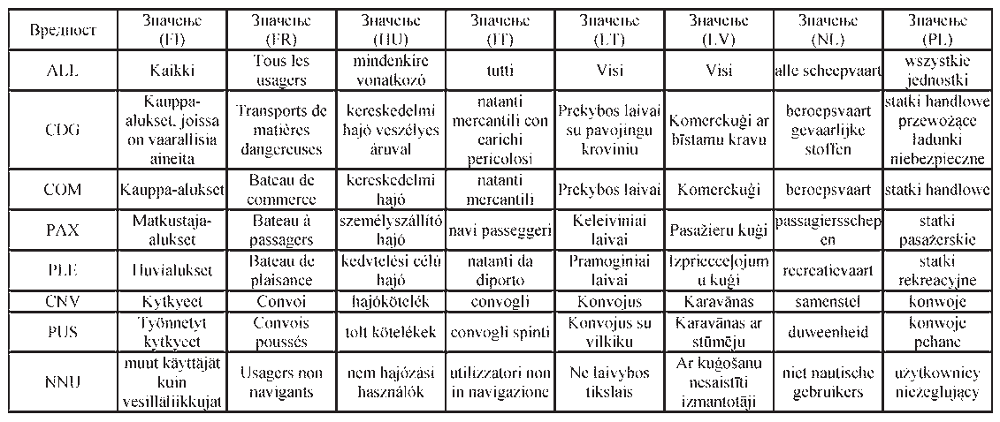 Вредност
Значење
(FI)
Значење
(FR)
Значење
(HU)
Значење
(IT)
Значење
(LT)
Значење
(LV)
Значење
(NL)
Значење
(PL)
ALL
Kaikki
Tous les
usagers
mindenkire
vonatkozó
tutti
Visi
Visi
alle scheepvaart
wszystkie
jednostki
CDG
Kauppa-
alukset, joissa
on vaarallisia
aineita
Transports de
matières
dangereuses
kereskedelmi
hajó veszélyes
áruval
natanti
mercantili con
carichi
pericolosi
Prekybos laivai
su pavojingu
kroviniu
Komerckuģi ar
bīstamu kravu
beroepsvaart
gevaarlijke
stoffen
statki handlowe
przewożące
ładunki
niebezpieczne
COM
Kauppa-alukset
Bateau de
commerce
kereskedelmi
hajó
natanti
mercantili
Prekybos laivai
Komerckuģi
beroepsvaart
statki handlowe
PAX
Matkustaja-
alukset
Bateau à
passagers
személyszállító
hajó
navi passeggeri
Keleiviniai
laivai
Pasažieru kuģi
passagiersschep
en
statki
pasażerskie
PLE
Huvialukset
Bateau de
plaisance
kedvtelési célú
hajó
natanti da
diporto
Pramoginiai
laivai
Izprieceļojum
u kuģi
recreatievaart
statki
rekreacyjne
CNV
Kytkyeet
Convoi
hajókötelék
convogli
Konvojus
Karavānas
samenstel
konwoje
PUS
Työnnetyt
kytkyeet
Convois
poussés
tolt kötelékek
convogli spinti
Konvojus su
vilkiku
Karavānas ar
stūmēju
duweenheid
konwoje
pchane
NNU
muut käyttäjät
kuin
vesilläliikkujat
Usagers non
navigants
nem hajózási
használók
utilizzatori non
in navigazione
Ne laivybos
tikslais
Ar kuģošanu
nesaistīti
izmantotāji
niet nautische
gebruikers
użytkownicy
nieżeglujący